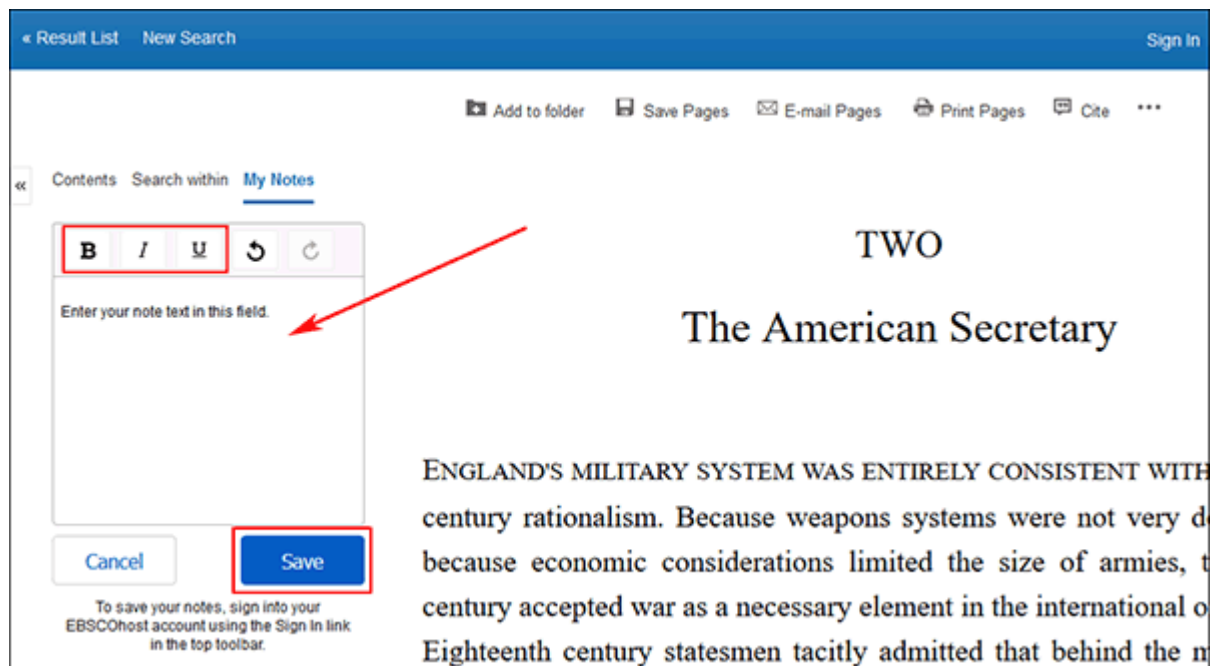 « Result List New Search Sign In
Add to folder Save Pages E-mail Pages Print Pages Cite •••
« Contents Search within My Notes
B I U
Enter your note text in this field.
Cancel Save
To save your notes, sign into your
EBSCOhost account using the Sign In link
in the top toolbar.
TWO
The American Secretary
ENGLAND'S MILITARY SYSTEM WAS ENTIRELY CONSISTENT WITH
century rationalism. Because weapons systems were not very d
because economic considerations limited the size of armies, t
century accepted war as a necessary element in the international o
Eighteenth century statesmen tacitly admitted that behind the